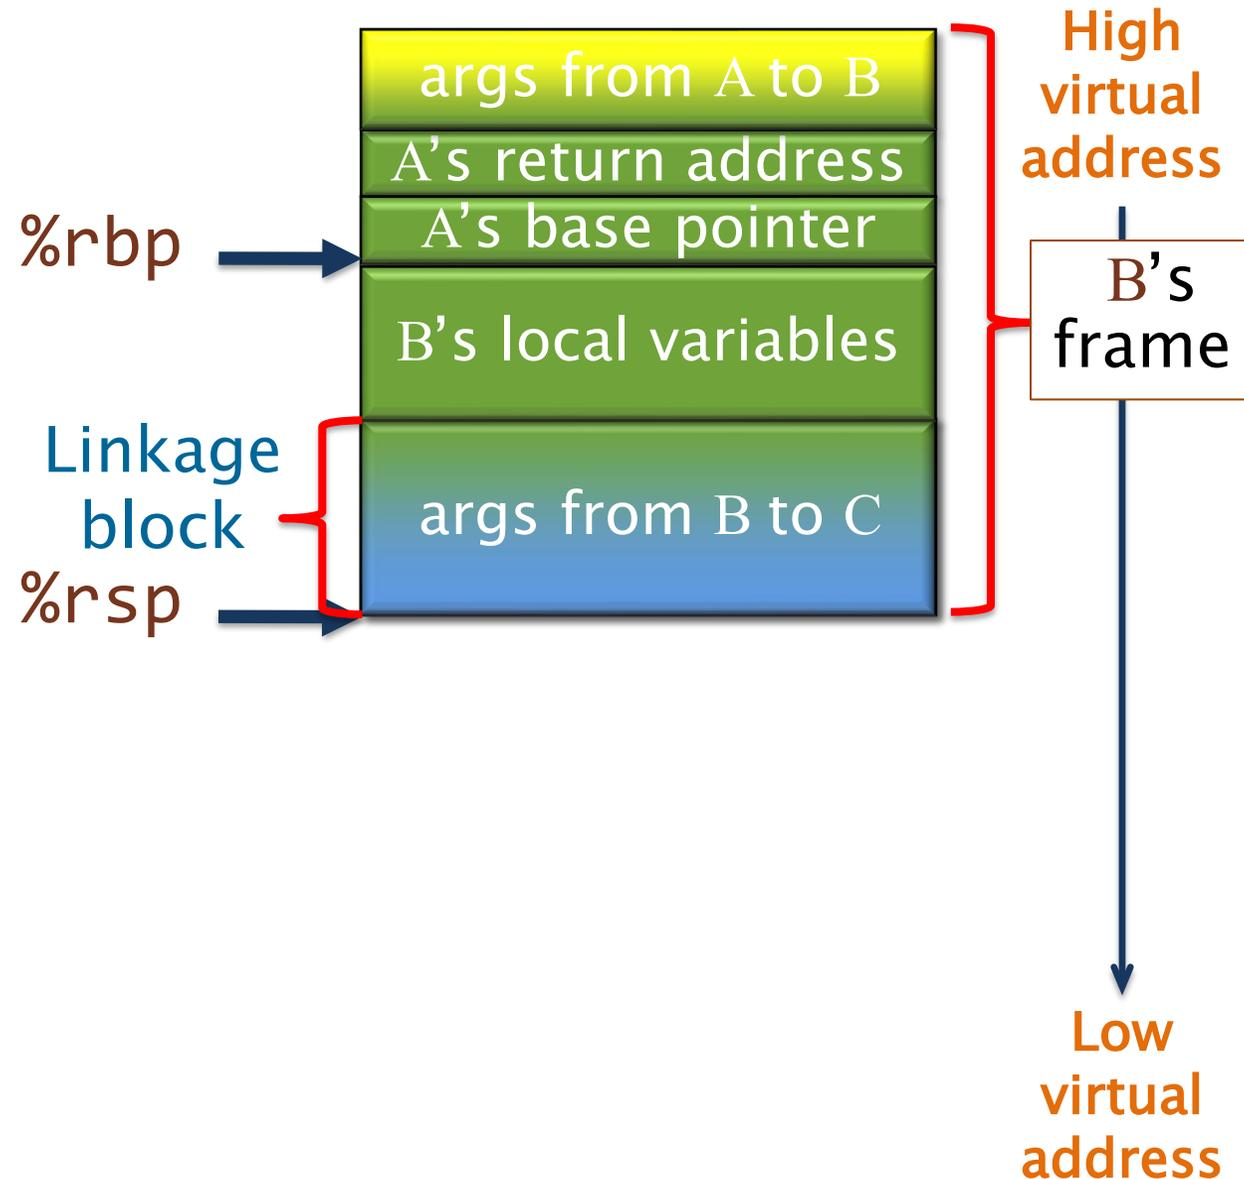 args from A to B
A's return address
A's base pointer
B's local variables
args from B to C
%rbp
Linkage
block
%rsp
High
virtual
address
B's
frame
Low
virtual
address